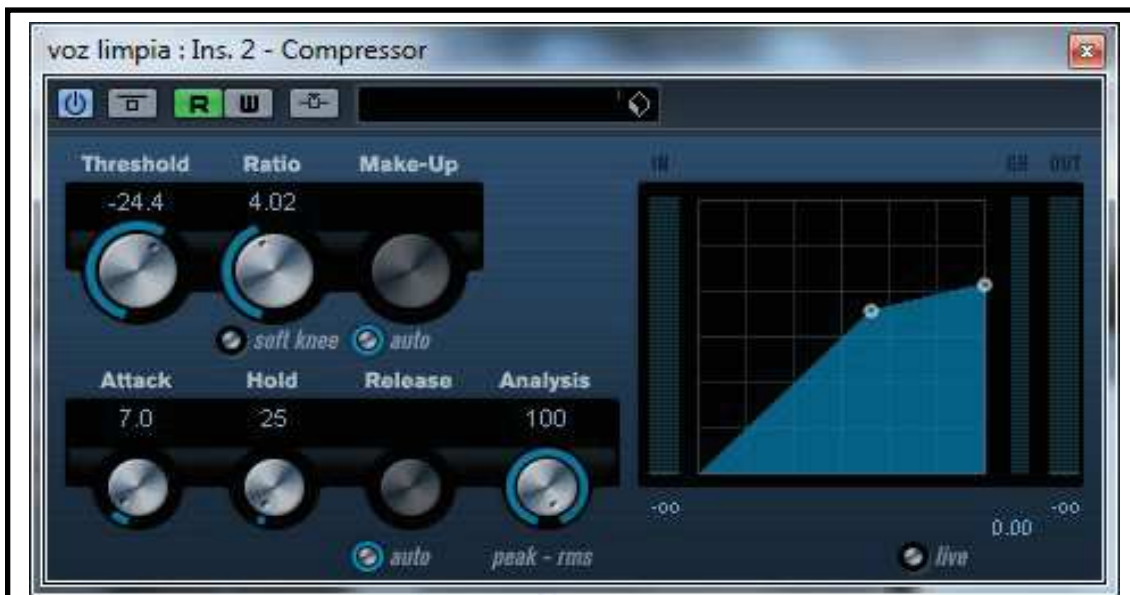 voz limpia : Ins. 2 - Compressor
R W
Threshold Ratio Make-Up IN GR OUT
-24.4 4.02
soft knee auto
Attack Hold Release Analysis
7.0 25 100
-oo 0.00 -oo
auto peak - rms live